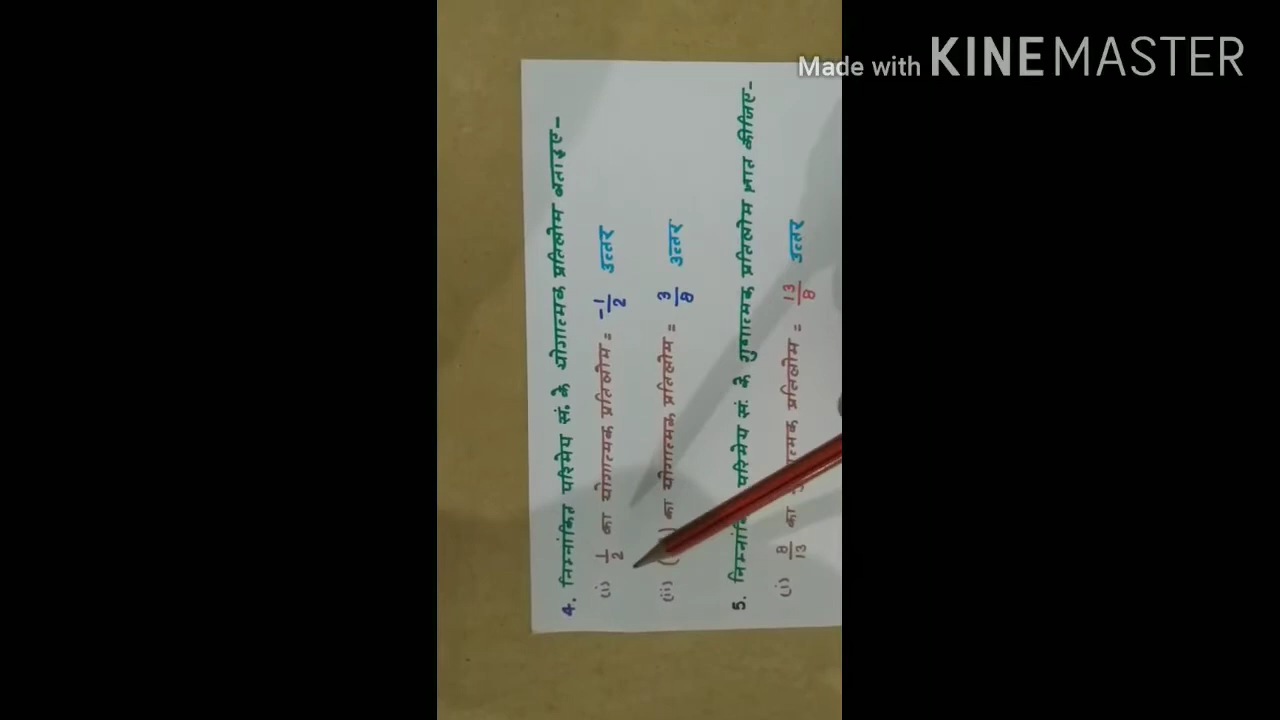 Made with KINEMASTER
4. निम्नांकित परिमेय सं. के योगात्मक प्रतिलोम बताइए-
(i) 1/2 का योगात्मक प्रतिलोम = -1/2 उत्तर
(ii) ( ) का योगात्मक प्रतिलोम = 3/8 उत्तर
5. परिमेय सं. के गुणात्मक प्रतिलोम ज्ञात कीजिए-
(i) 8/13 का प्रतिलोम = 13/8 उत्तर